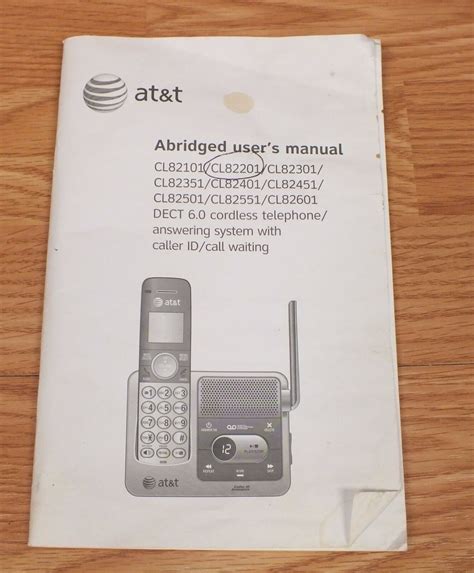 at&t
Abridged user's manual
CL82101/CL82201/CL82301/
CL82351/CL82401/CL82451/
CL82501/CL82551/CL82601
DECT 6.0 cordless telephone/
answering system with
caller ID/call waiting
at&t
12
at&t